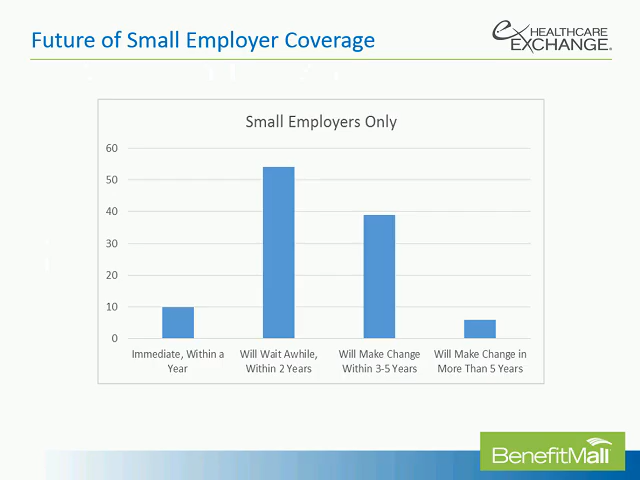 Future of Small Employer Coverage
ex HEALTHCARE
EXCHANGE®
Small Employers Only
60
50
40
30
20
10
0
Immediate, Within a
Year
Will Wait Awhile,
Within 2 Years
Will Make Change
Within 3-5 Years
Will Make Change in
More Than 5 Years
BenefitMall